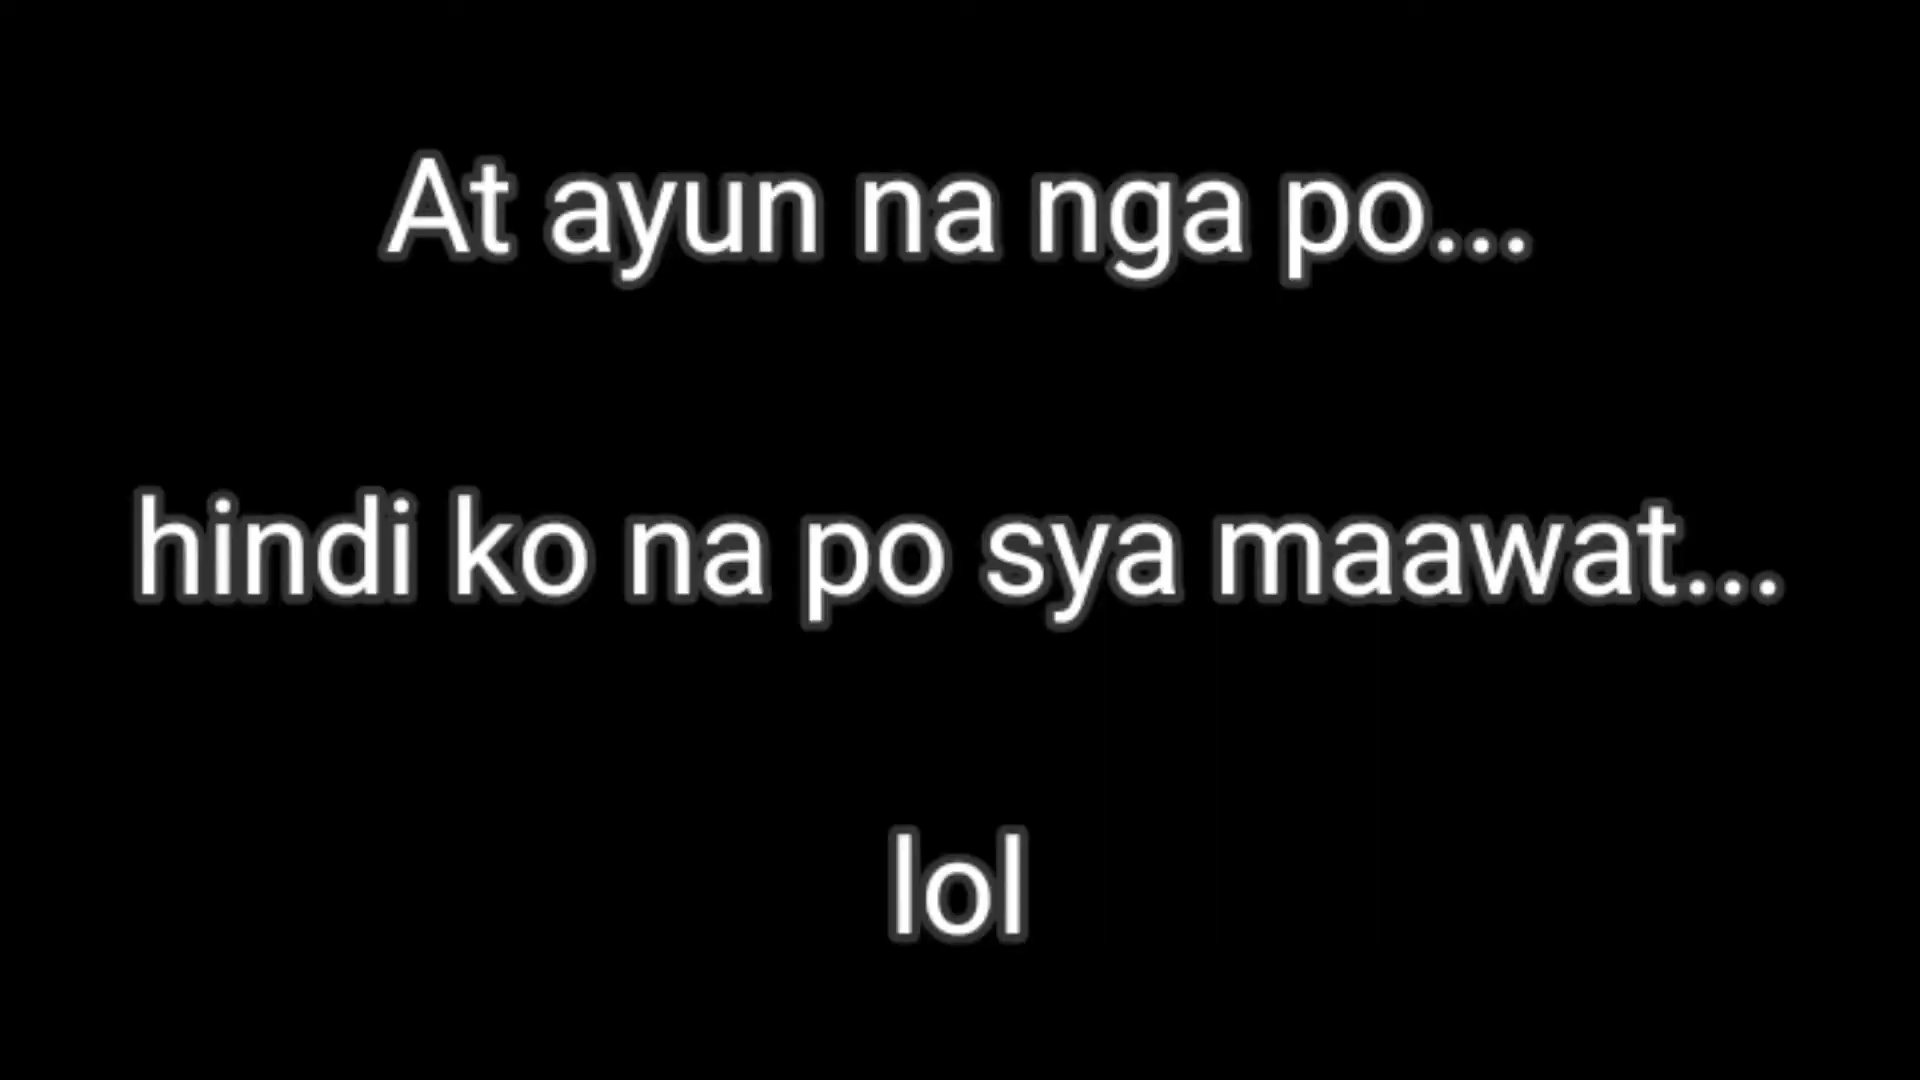 At ayun na nga po...
hindi ko na po sya maawat...
lol